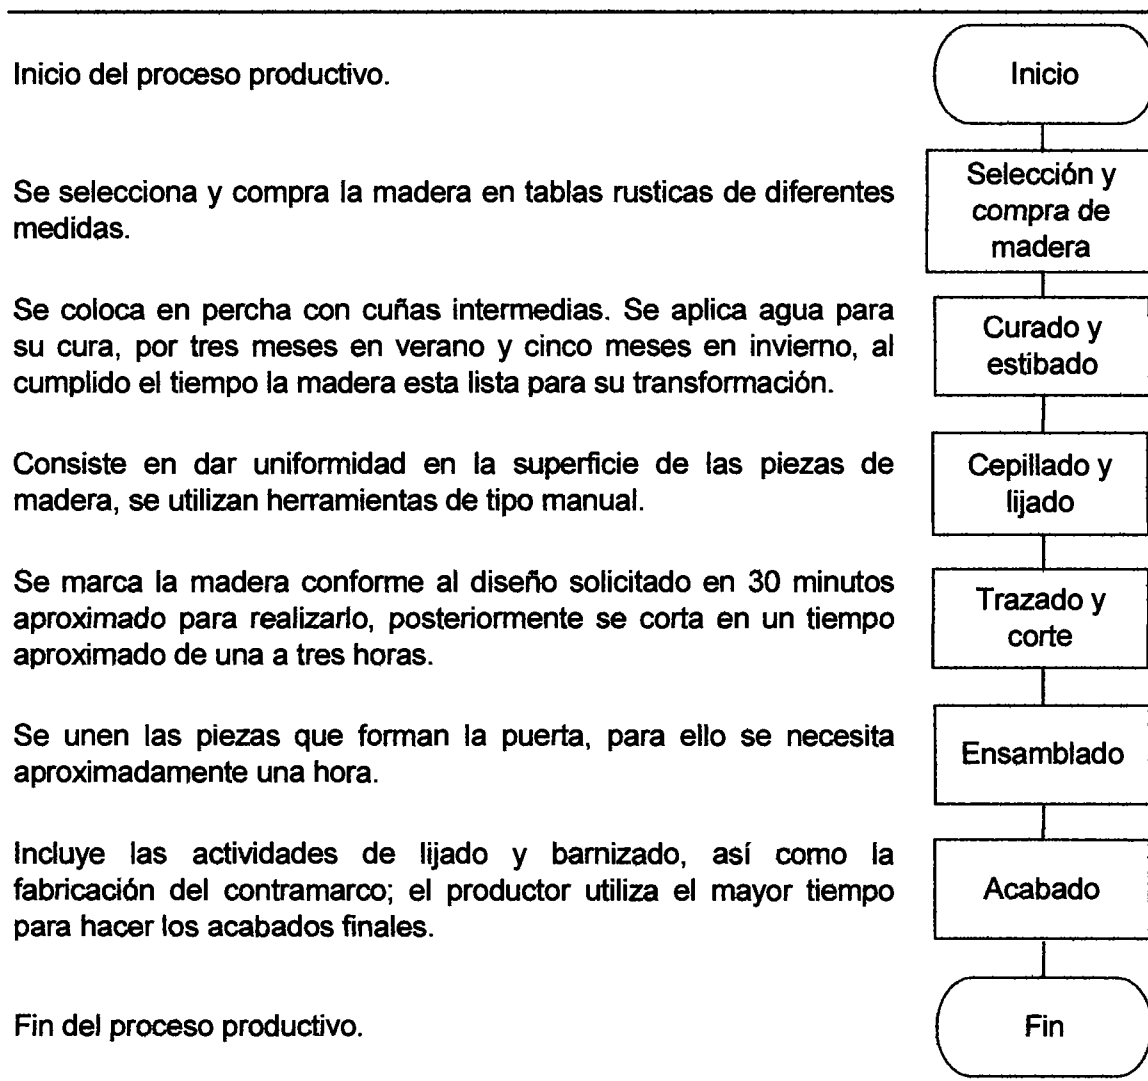 Inicio del proceso productivo.
Inicio
Se selecciona y compra la madera en tablas rusticas de diferentes
medidas.
Selección y
compra de
madera
Se coloca en percha con cuñas intermedias. Se aplica agua para
su cura, por tres meses en verano y cinco meses en invierno, al
cumplido el tiempo la madera esta lista para su transformación.
Curado y
estibado
Consiste en dar uniformidad en la superficie de las piezas de
madera, se utilizan herramientas de tipo manual.
Cepillado y
lijado
Se marca la madera conforme al diseño solicitado en 30 minutos
aproximado para realizarlo, posteriormente se corta en un tiempo
aproximado de una a tres horas.
Trazado y
corte
Se unen las piezas que forman la puerta, para ello se necesita
aproximadamente una hora.
Ensamblado
Incluye las actividades de lijado y barnizado, así como la
fabricación del contramarco; el productor utiliza el mayor tiempo
para hacer los acabados finales.
Acabado
Fin del proceso productivo.
Fin